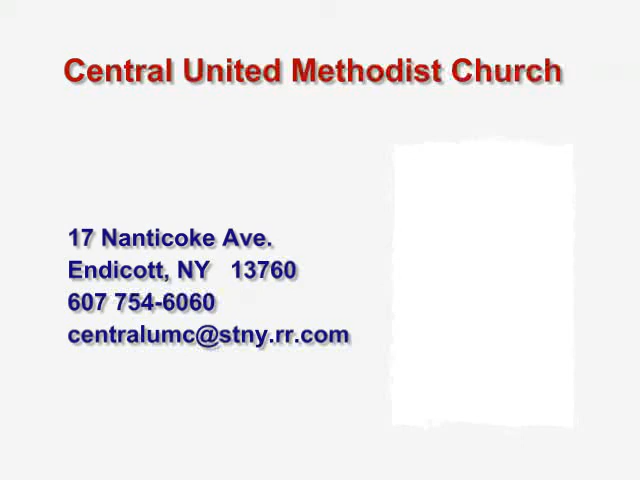 Central United Methodist Church
17 Nanticoke Ave.
Endicott, NY   13760
607 754-6060
centralumc@stny.rr.com